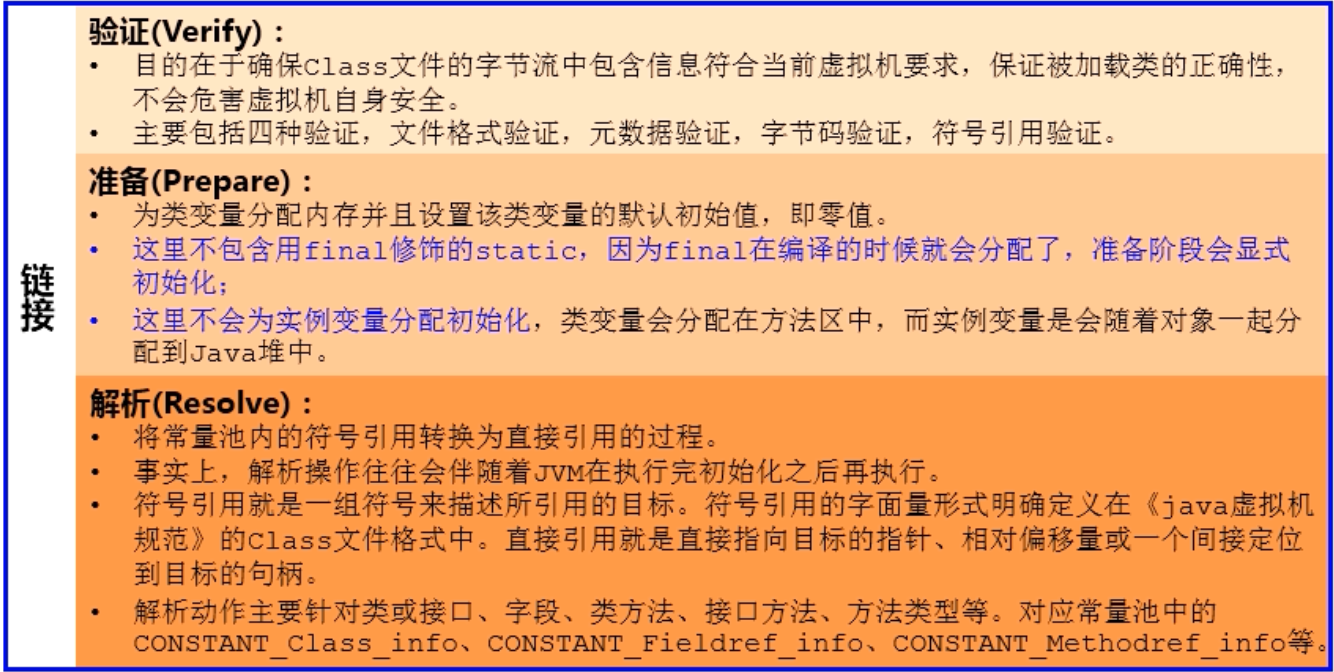 链接
验证(Verify)：
• 目的在于确保Class文件的字节流中包含信息符合当前虚拟机要求，保证被加载类的正确性，
不会危害虚拟机自身安全。
• 主要包括四种验证，文件格式验证，元数据验证，字节码验证，符号引用验证。
准备(Prepare)：
• 为类变量分配内存并且设置该类变量的默认初始值，即零值。
• 这里不包含用final修饰的static，因为final在编译的时候就会分配了，准备阶段会显式
初始化；
• 这里不会为实例变量分配初始化，类变量会分配在方法区中，而实例变量是会随着对象一起分
配到Java堆中。
解析(Resolve)：
• 将常量池内的符号引用转换为直接引用的过程。
• 事实上，解析操作往往会伴随着JVM在执行完初始化之后再执行。
• 符号引用就是一组符号来描述所引用的目标。符号引用的字面量形式明确定义在《java虚拟机
规范》的Class文件格式中。直接引用就是直接指向目标的指针、相对偏移量或一个间接定位
到目标的句柄。
• 解析动作主要针对类或接口、字段、类方法、接口方法、方法类型等。对应常量池中的
CONSTANT_Class_info、CONSTANT_Fieldref_info、CONSTANT_Methodref_info等。